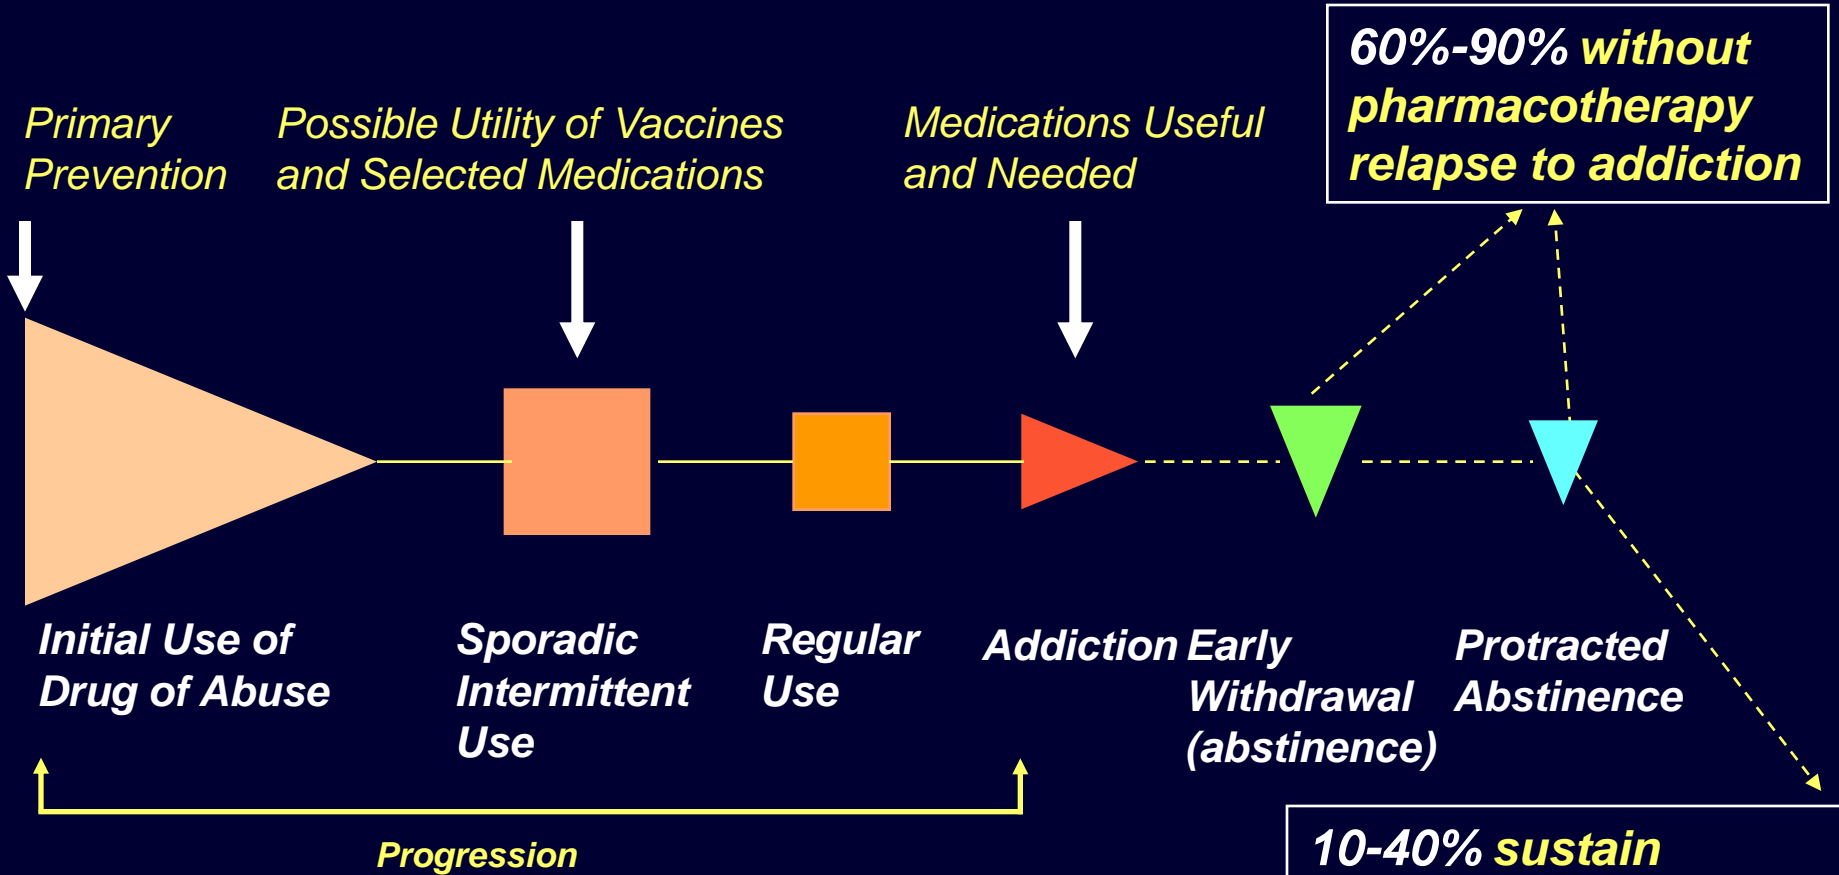 60%-90% without
pharmacotherapy
relapse to addiction
Primary
Prevention
Possible Utility of Vaccines
and Selected Medications
Medications Useful
and Needed
Initial Use of
Drug of Abuse
Sporadic
Intermittent
Use
Regular
Use
Addiction
Early
Withdrawal
(abstinence)
Protracted
Abstinence
Progression
10-40% sustain